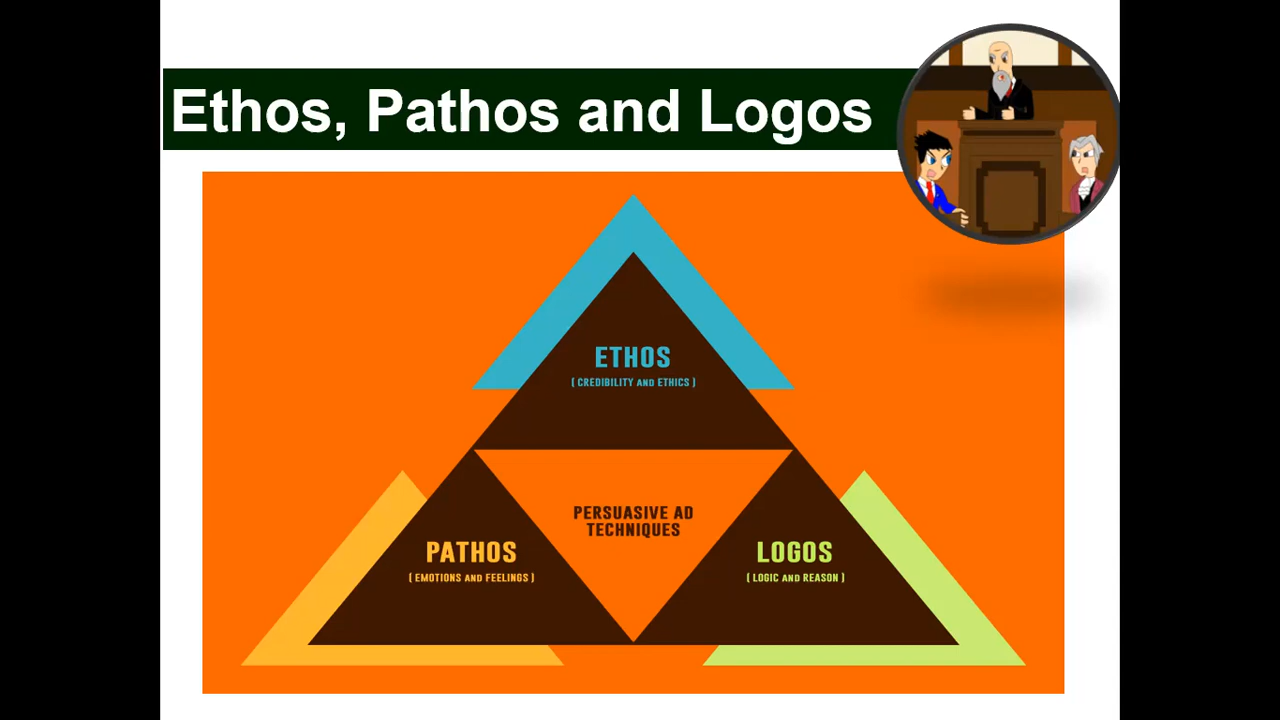 Ethos, Pathos and Logos
ETHOS
( CREDIBILITY AND ETHICS )
PERSUASIVE AD
TECHNIQUES
PATHOS
( EMOTIONS AND FEELINGS )
LOGOS
( LOGIC AND REASON )